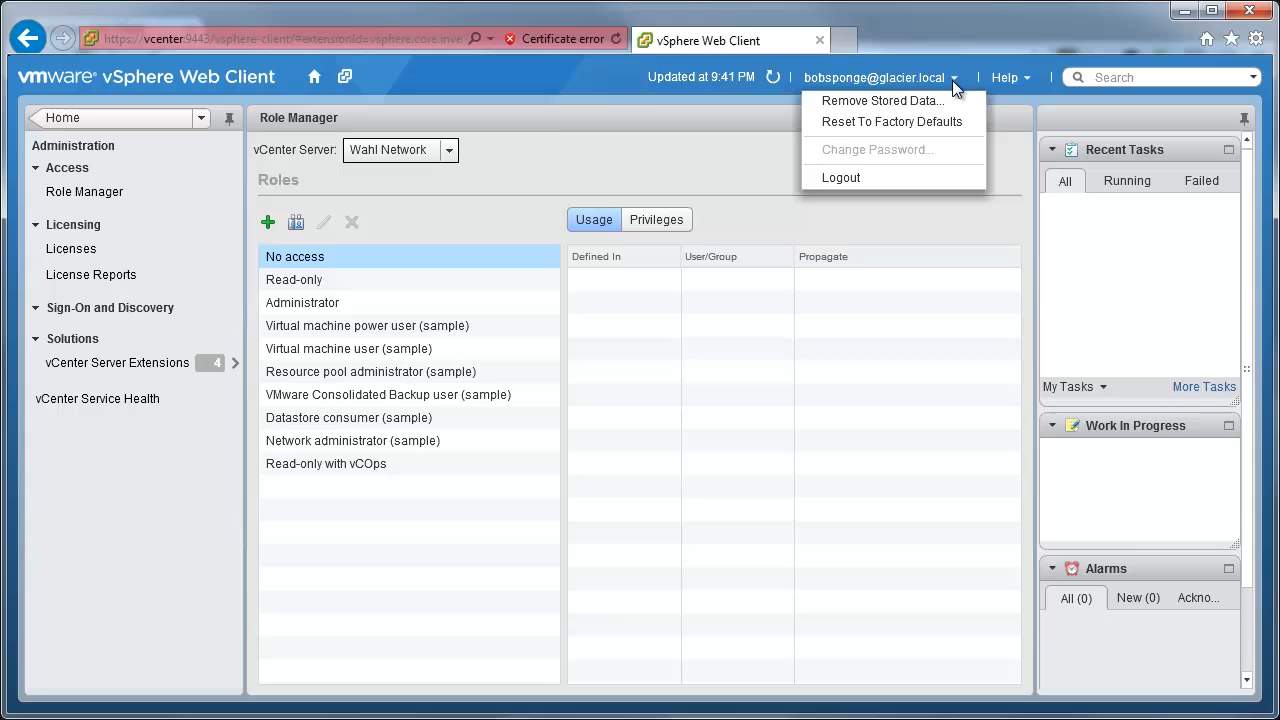 https://vcenter:9443/vsphere-client/#extensionId=vsphere.core.inve
Certificate error
vSphere Web Client
vmware® vSphere Web Client
Updated at 9:41 PM
bobsponge@glacier.local
Help
Search
Remove Stored Data...
Reset To Factory Defaults
Change Password...
Logout
Home
Administration
Access
Role Manager
Licensing
Licenses
License Reports
Sign-On and Discovery
Solutions
vCenter Server Extensions 4
vCenter Service Health
Role Manager
vCenter Server: Wahl Network
Roles
No access
Read-only
Administrator
Virtual machine power user (sample)
Virtual machine user (sample)
Resource pool administrator (sample)
VMware Consolidated Backup user (sample)
Datastore consumer (sample)
Network administrator (sample)
Read-only with vCOps
Usage Privileges
Defined In User/Group Propagate
Recent Tasks
All Running Failed
My Tasks More Tasks
Work In Progress
Alarms
All (0) New (0) Ackno...